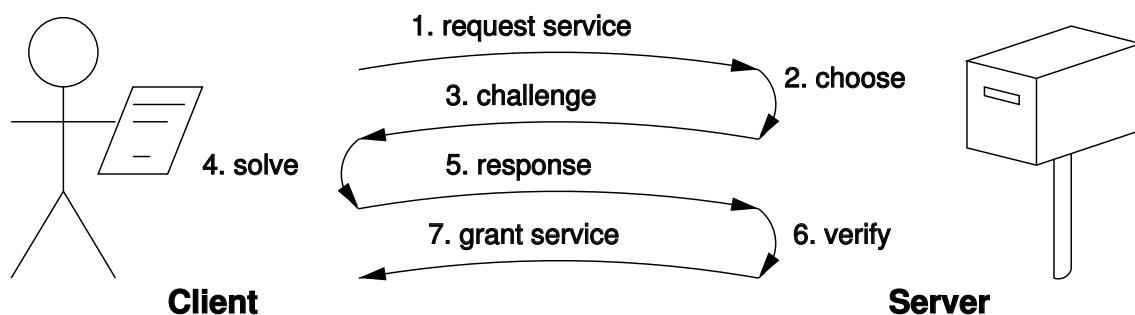 1. request service
2. choose
3. challenge
4. solve
5. response
6. verify
7. grant service
Client
Server